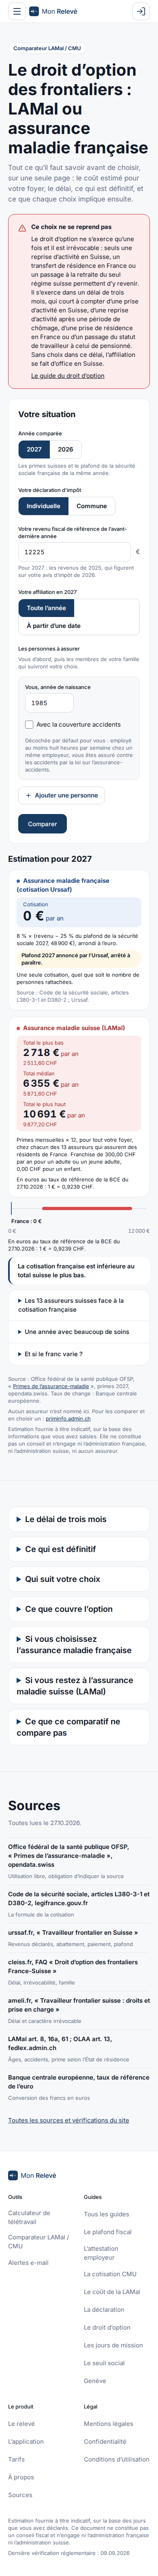 Mon Relevé
Comparateur LAMal / CMU
Le droit d'option
des frontaliers :
LAMal ou
assurance
maladie française
Tout ce qu'il faut savoir avant de choisir,
sur une seule page : le coût estimé pour
votre foyer, le délai, ce qui est définitif, et
ce que chaque choix implique ensuite.
Ce choix ne se reprend pas
Le droit d'option ne s'exerce qu'une
fois et il est irrévocable : seule une
reprise d'activité en Suisse, un
transfert de résidence en France ou
un passage à la retraite du seul
régime suisse permet d'y revenir.
Il s'exerce dans un délai de trois
mois, qui court à compter d'une prise
d'activité en Suisse, d'une reprise
d'activité après une période de
chômage, d'une prise de résidence
en France ou d'un passage du statut
de travailleur à celui de pensionné.
Sans choix dans ce délai, l'affiliation
se fait d'office en Suisse.
Le guide du droit d'option
Votre situation
Année comparée
2027
2026
Les primes suisses et le plafond de la sécurité
sociale française de la même année.
Votre déclaration d'impôt
Individuelle
Commune
Votre revenu fiscal de référence de l'avant-
dernière année
12225
€
Pour 2027 : les revenus de 2025, qui figurent
sur votre avis d'impôt de 2026.
Votre affiliation en 2027
Toute l'année
À partir d'une date
Les personnes à assurer
Vous d'abord, puis les membres de votre famille
qui suivront votre choix.
Vous, année de naissance
1985
Avec la couverture accidents
Décochée par défaut pour vous : employé
au moins huit heures par semaine chez un
même employeur, vous êtes assuré contre
les accidents par la loi sur l'assurance-
accidents.
+ Ajouter une personne
Comparer
Estimation pour 2027
Assurance maladie française
(cotisation Urssaf)
Cotisation
0 € par an
8 % × (revenu − 25 % du plafond de la sécurité
sociale 2027, 48 900 €), arrondi à l'euro.
Plafond 2027 annoncé par l'Urssaf, arrêté à
paraître.
Une seule cotisation, quel que soit le nombre de
personnes rattachées.
Source : Code de la sécurité sociale, articles
L380-3-1 et D380-2 ; Urssaf.
Assurance maladie suisse (LAMal)
Total le plus bas
2 718 € par an
2 511,60 CHF
Total médian
6 355 € par an
5 871,60 CHF
Total le plus haut
10 691 € par an
9 877,20 CHF
Primes mensuelles × 12, pour tout votre foyer,
chez chacun des 13 assureurs qui assurent des
résidents de France. Franchise de 300,00 CHF
par an pour un adulte ou un jeune adulte,
0,00 CHF pour un enfant.
En euros au taux de référence de la BCE du
27.10.2026 : 1 € = 0,9239 CHF.
France : 0 €
0 €
12 000 €
En euros au taux de référence de la BCE du
27.10.2026 : 1 € = 0,9239 CHF.
La cotisation française est inférieure au
total suisse le plus bas.
Les 13 assureurs suisses face à la
cotisation française
Une année avec beaucoup de soins
Et si le franc varie ?
Source : Office fédéral de la santé publique OFSP,
« Primes de l'assurance-maladie », primes 2027,
opendata.swiss. Taux de change : Banque centrale
européenne.
Aucun assureur n'est nommé ici. Pour les comparer et
en choisir un : priminfo.admin.ch
Estimation fournie à titre indicatif, sur la base des
informations que vous avez saisies. Elle ne constitue
pas un conseil et n'engage ni l'administration française,
ni l'administration suisse, ni aucun assureur.
Le délai de trois mois
Ce qui est définitif
Qui suit votre choix
Ce que couvre l'option
Si vous choisissez
l'assurance maladie française
Si vous restez à l'assurance
maladie suisse (LAMal)
Ce que ce comparatif ne
compare pas
Sources
Toutes lues le 27.10.2026.
Office fédéral de la santé publique OFSP,
« Primes de l'assurance-maladie »,
opendata.swiss
Utilisation libre, obligation d'indiquer la source
Code de la sécurité sociale, articles L380-3-1 et
D380-2, legifrance.gouv.fr
La formule de la cotisation
urssaf.fr, « Travailleur frontalier en Suisse »
Revenus déclarés, abattement, paiement, plafond
cleiss.fr, FAQ « Droit d'option des frontaliers
France-Suisse »
Délai, irrévocabilité, famille
ameli.fr, « Travailleur frontalier suisse : droits et
prise en charge »
Délai et caractère irrévocable
LAMal art. 8, 16a, 61 ; OLAA art. 13,
fedlex.admin.ch
Âges, accidents, prime selon l'État de résidence
Banque centrale européenne, taux de référence
de l'euro
Conversion des francs en euros
Toutes les sources et vérifications du site
Mon Relevé
Outils
Calculateur de
télétravail
Comparateur LAMal /
CMU
Alertes e-mail
Guides
Tous les guides
Le plafond fiscal
L'attestation
employeur
La cotisation CMU
Le coût de la LAMal
La déclaration
Le droit d'option
Les jours de mission
Le seuil social
Genève
Le produit
Le relevé
L'application
Tarifs
À propos
Sources
Légal
Mentions légales
Confidentialité
Conditions d'utilisation
Estimation fournie à titre indicatif, sur la base des jours
que vous avez déclarés. Ce document ne constitue pas
un conseil fiscal et n'engage ni l'administration française
ni l'administration suisse.
Dernière vérification réglementaire : 09.09.2026